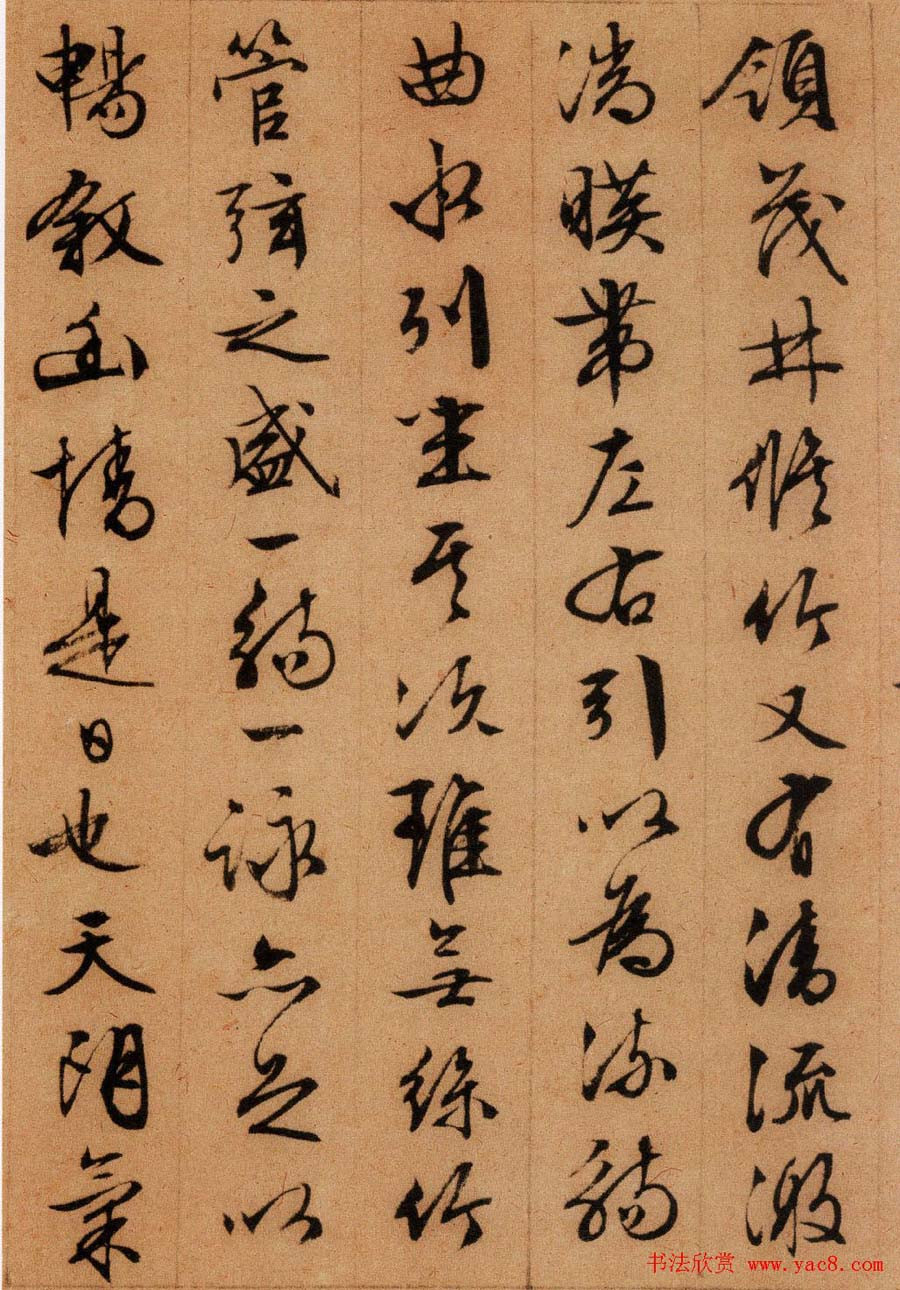 領茂林脩竹又有清流激
湍暎帶左右引以為流觴
曲水列坐其次雖無絲竹
管弦之盛一觴一詠亦足以
暢敘幽情是日也天朗氣
书法欣赏 www.yac8.com